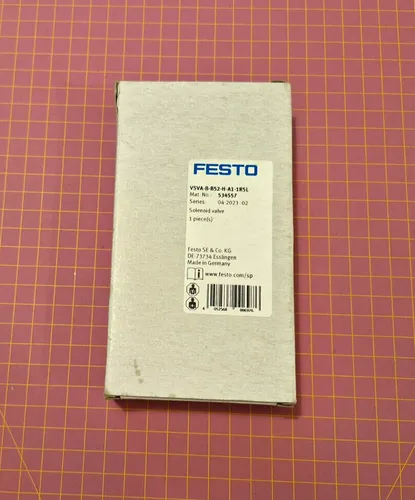 FESTO
VSVA-B-B52-H-A1-1R5L
Mat. No.: 534557
Series: 04-2023-02
Solenoid valve
1 piece(s)
Festo SE & Co. KG
DE-73734 Esslingen
Made in Germany
www.festo.com/sp